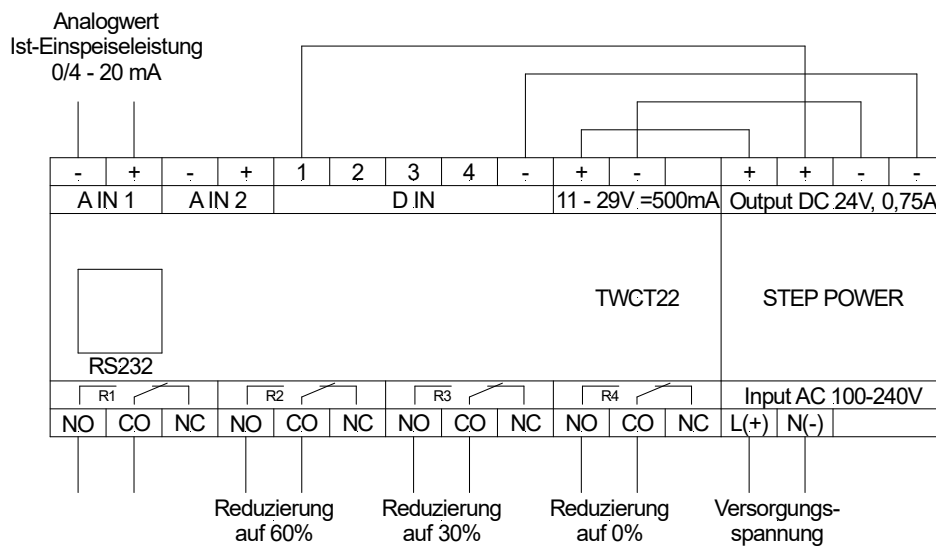 Analogwert
Ist-Einspeiseleistung
0/4 - 20 mA
- + - + 1 2 3 4 - + - + + - -
A IN 1 A IN 2 D IN 11 - 29V =500mA Output DC 24V, 0,75A
TWCT22 STEP POWER
RS232
R1 R2 R3 R4 Input AC 100-240V
NO CO NC NO CO NC NO CO NC NO CO NC L(+) N(-)
Reduzierung Reduzierung Reduzierung Versorgungs-
auf 60% auf 30% auf 0% spannung